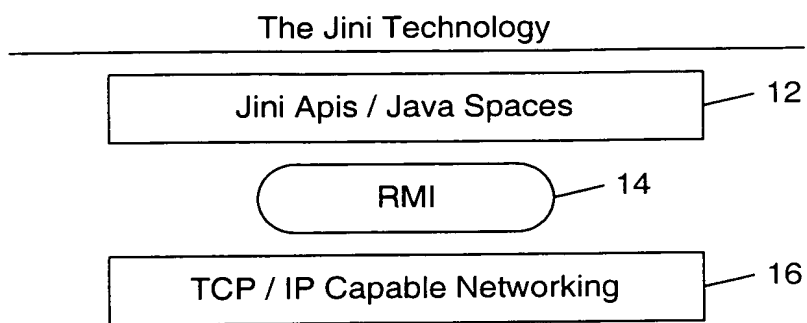 The Jini Technology
Jini Apis / Java Spaces
12
RMI
14
TCP / IP Capable Networking
16